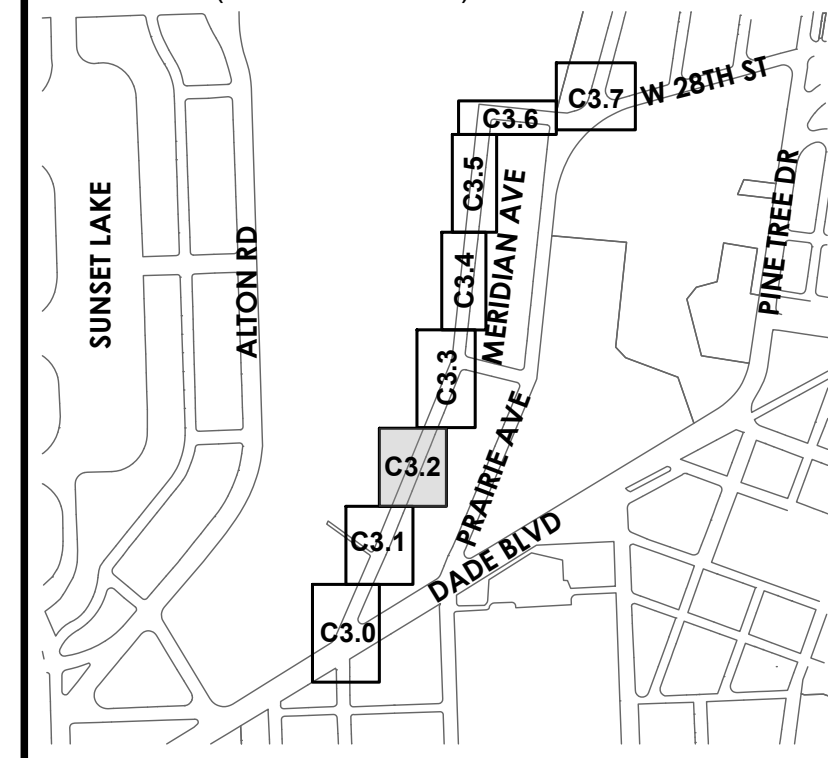 C3.7
W 28TH ST
C3.6
C3.5
MERIDIAN AVE
PINE TREE DR
SUNSET LAKE
ALTON RD
C3.4
C3.3
PRAIRIE AVE
C3.2
C3.1
DADE BLVD
C3.0